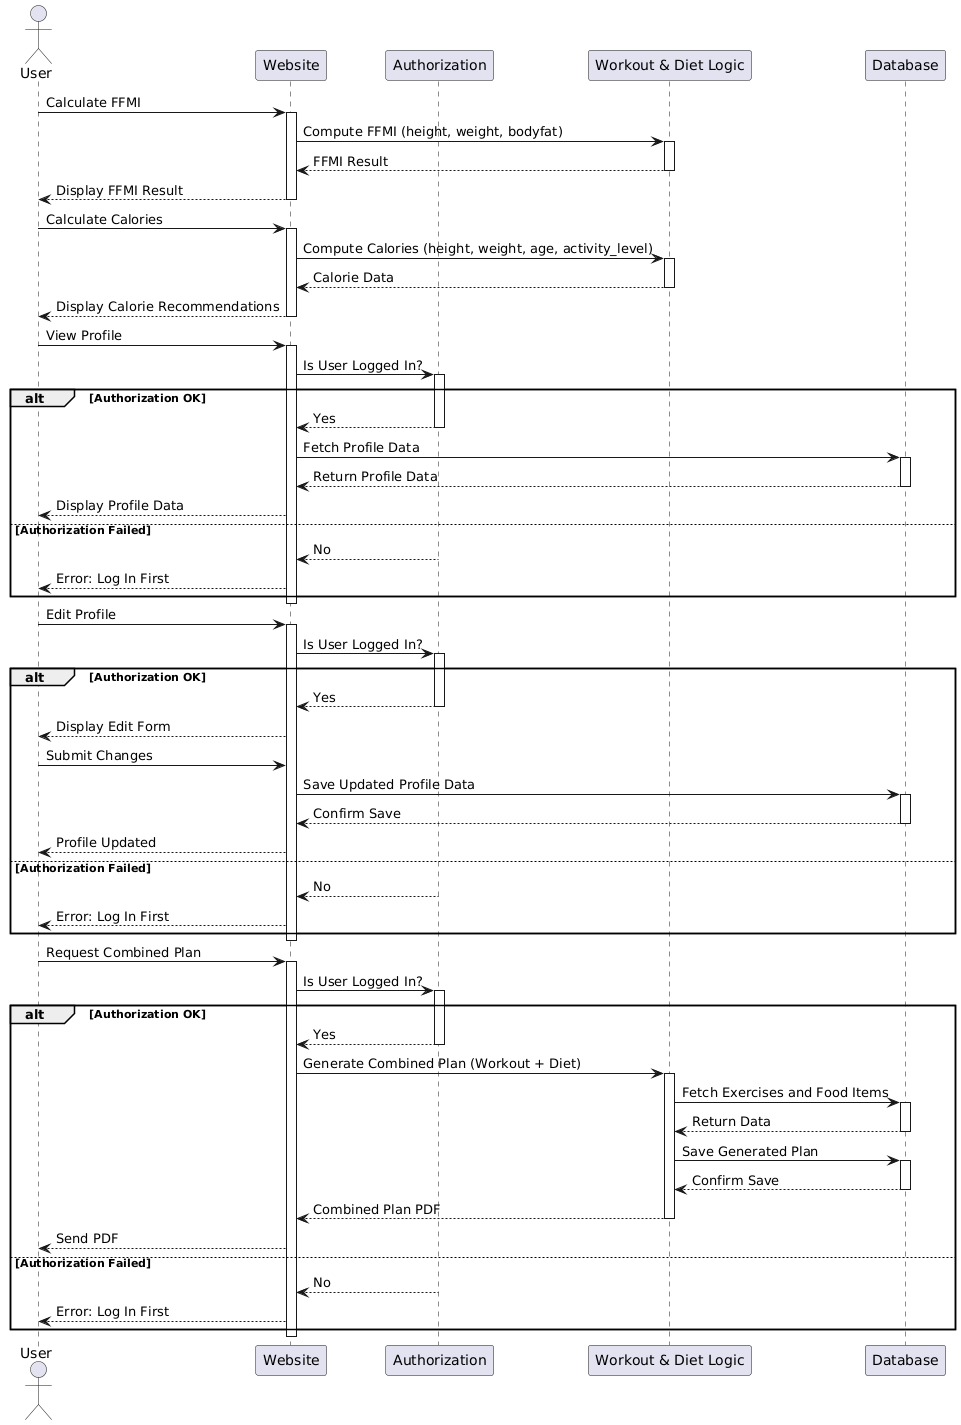 User
Website
Authorization
Workout & Diet Logic
Database
Calculate FFMI
Compute FFMI (height, weight, bodyfat)
FFMI Result
Display FFMI Result
Calculate Calories
Compute Calories (height, weight, age, activity_level)
Calorie Data
Display Calorie Recommendations
View Profile
Is User Logged In?
alt [Authorization OK]
Yes
Fetch Profile Data
Return Profile Data
Display Profile Data
[Authorization Failed]
No
Error: Log In First
Edit Profile
Is User Logged In?
alt [Authorization OK]
Yes
Display Edit Form
Submit Changes
Save Updated Profile Data
Confirm Save
Profile Updated
[Authorization Failed]
No
Error: Log In First
Request Combined Plan
Is User Logged In?
alt [Authorization OK]
Yes
Generate Combined Plan (Workout + Diet)
Fetch Exercises and Food Items
Return Data
Save Generated Plan
Confirm Save
Combined Plan PDF
Send PDF
[Authorization Failed]
No
Error: Log In First
User
Website
Authorization
Workout & Diet Logic
Database